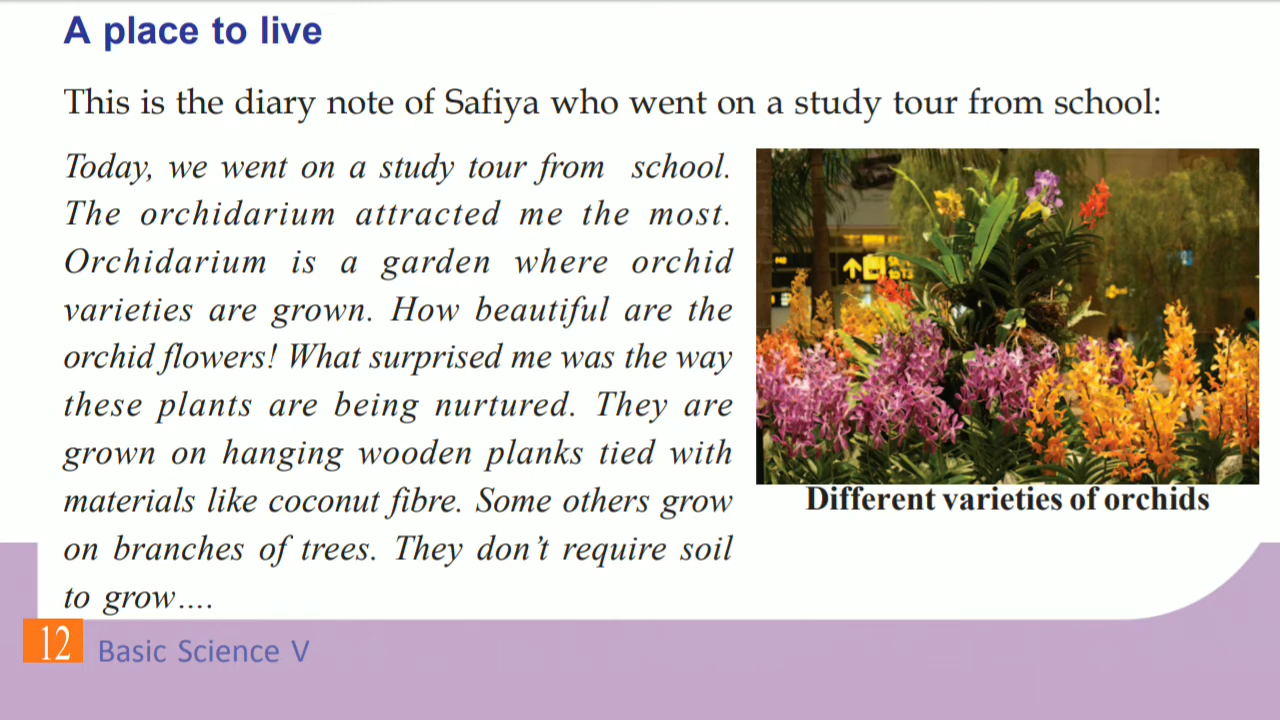 A place to live
This is the diary note of Safiya who went on a study tour from school:
Today, we went on a study tour from school.
The orchidarium attracted me the most.
Orchidarium is a garden where orchid
varieties are grown. How beautiful are the
orchid flowers! What surprised me was the way
these plants are being nurtured. They are
grown on hanging wooden planks tied with
materials like coconut fibre. Some others grow
on branches of trees. They don't require soil
to grow....
Different varieties of orchids
12
Basic Science V